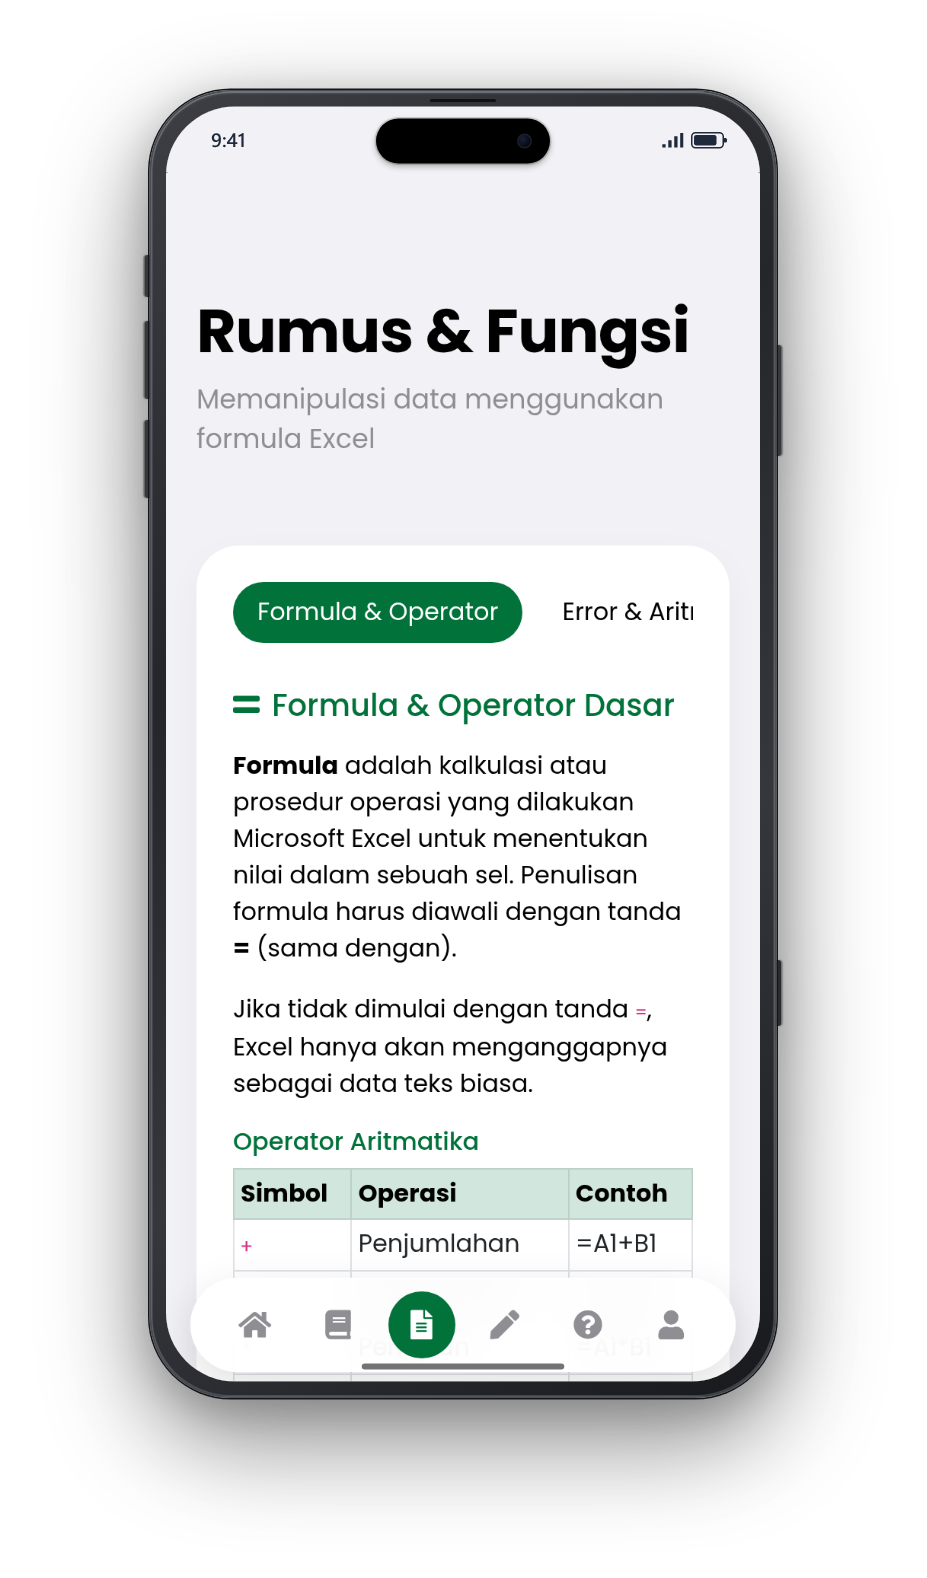 9:41
Rumus & Fungsi
Memanipulasi data menggunakan
formula Excel
Formula & Operator
Error &
= Formula & Operator Dasar
Formula adalah kalkulasi atau
prosedur operasi yang dilakukan
Microsoft Excel untuk menentukan
nilai dalam sebuah sel. Penulisan
formula harus diawali dengan tanda
= (sama dengan).
Jika tidak dimulai dengan tanda =,
Excel hanya akan menganggapnya
sebagai data teks biasa.
Operator Aritmatika
Simbol Operasi Contoh
+ Penjumlahan =A1+B1